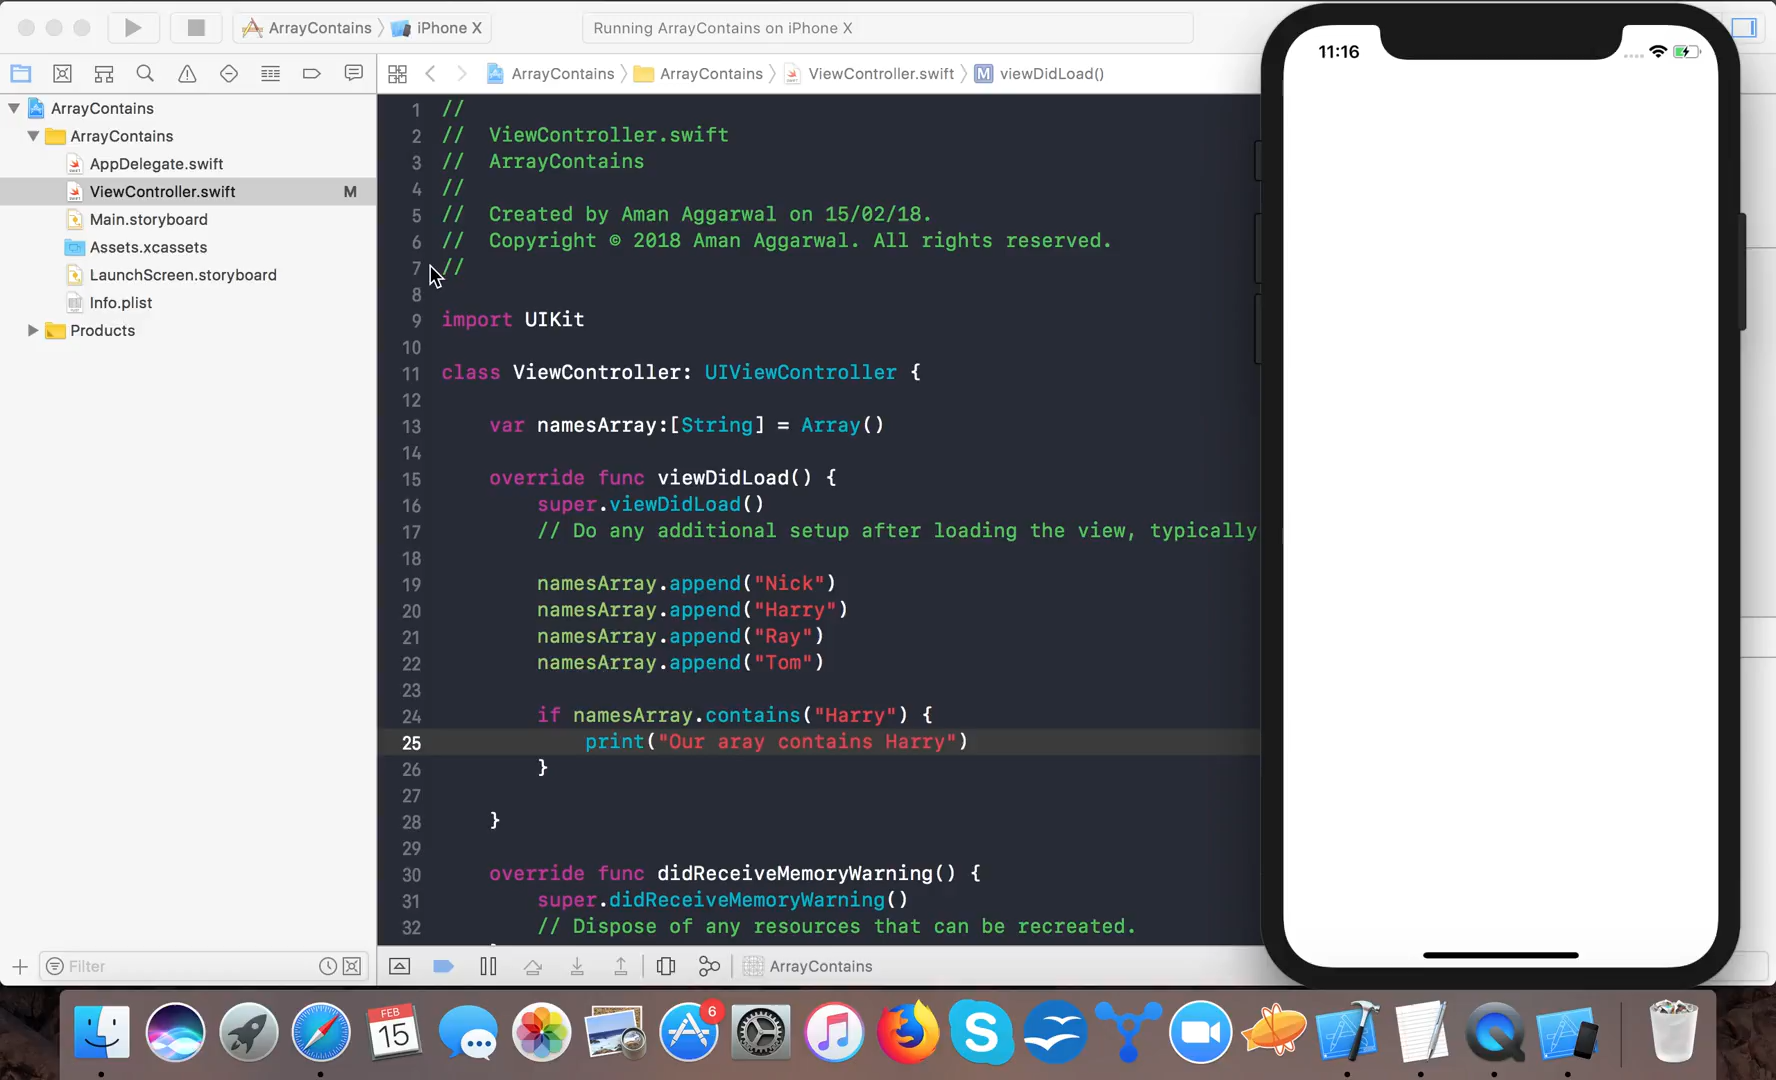 ArrayContains iPhone X
Running ArrayContains on iPhone X
ArrayContains ArrayContains ViewController.swift M viewDidLoad()
ArrayContains
ArrayContains
AppDelegate.swift
ViewController.swift M
Main.storyboard
Assets.xcassets
LaunchScreen.storyboard
Info.plist
Products
Filter
1 //
2 // ViewController.swift
3 // ArrayContains
4 //
5 // Created by Aman Aggarwal on 15/02/18.
6 // Copyright © 2018 Aman Aggarwal. All rights reserved.
7 //
8
9 import UIKit
10
11 class ViewController: UIViewController {
12
13 var namesArray:[String] = Array()
14
15 override func viewDidLoad() {
16 super.viewDidLoad()
17 // Do any additional setup after loading the view, typically
18
19 namesArray.append("Nick")
20 namesArray.append("Harry")
21 namesArray.append("Ray")
22 namesArray.append("Tom")
23
24 if namesArray.contains("Harry") {
25 print("Our aray contains Harry")
26 }
27
28 }
29
30 override func didReceiveMemoryWarning() {
31 super.didReceiveMemoryWarning()
32 // Dispose of any resources that can be recreated.
ArrayContains
11:16
FEB
15
6